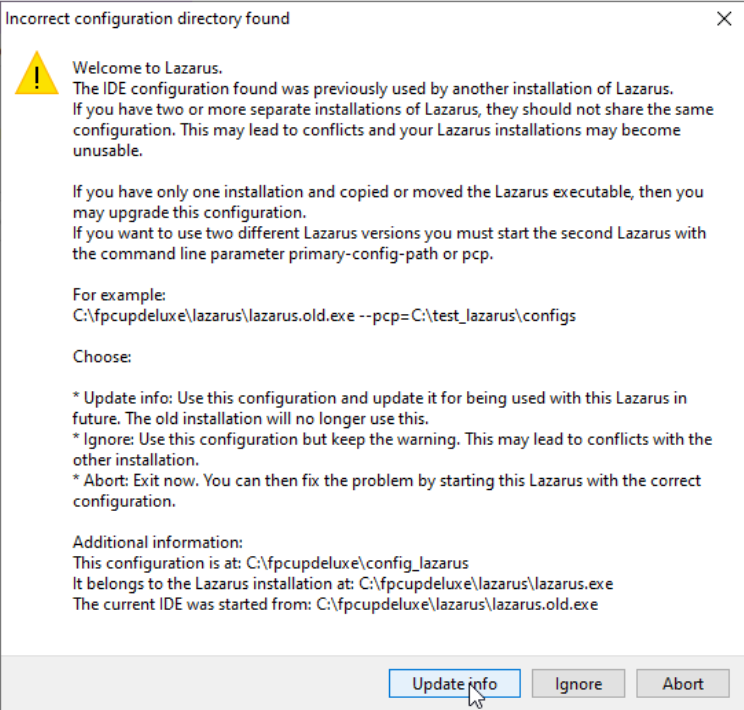 Incorrect configuration directory found
Welcome to Lazarus.
The IDE configuration found was previously used by another installation of Lazarus.
If you have two or more separate installations of Lazarus, they should not share the same
configuration. This may lead to conflicts and your Lazarus installations may become
unusable.
If you have only one installation and copied or moved the Lazarus executable, then you
may upgrade this configuration.
If you want to use two different Lazarus versions you must start the second Lazarus with
the command line parameter primary-config-path or pcp.
For example:
C:\fpcupdeluxe\lazarus\lazarus.old.exe --pcp=C:\test_lazarus\configs
Choose:
* Update info: Use this configuration and update it for being used with this Lazarus in
future. The old installation will no longer use this.
* Ignore: Use this configuration but keep the warning. This may lead to conflicts with the
other installation.
* Abort: Exit now. You can then fix the problem by starting this Lazarus with the correct
configuration.
Additional information:
This configuration is at: C:\fpcupdeluxe\config_lazarus
It belongs to the Lazarus installation at: C:\fpcupdeluxe\lazarus\lazarus.exe
The current IDE was started from: C:\fpcupdeluxe\lazarus\lazarus.old.exe
Update info
Ignore
Abort